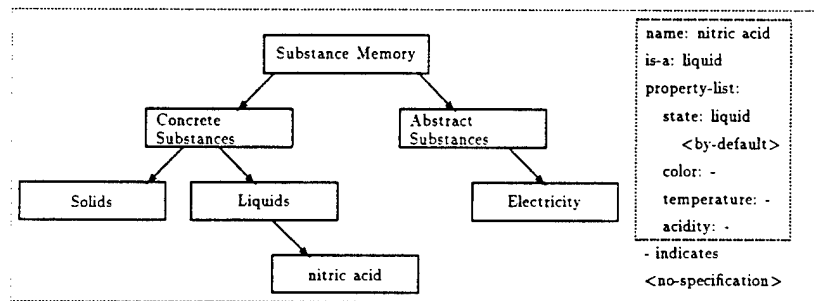 Substance Memory
Concrete
Substances
Abstract
Substances
Solids
Liquids
Electricity
nitric acid
name: nitric acid
is-a: liquid
property-list:
state: liquid
<by-default>
color: -
temperature: -
acidity: -
- indicates
<no-specification>